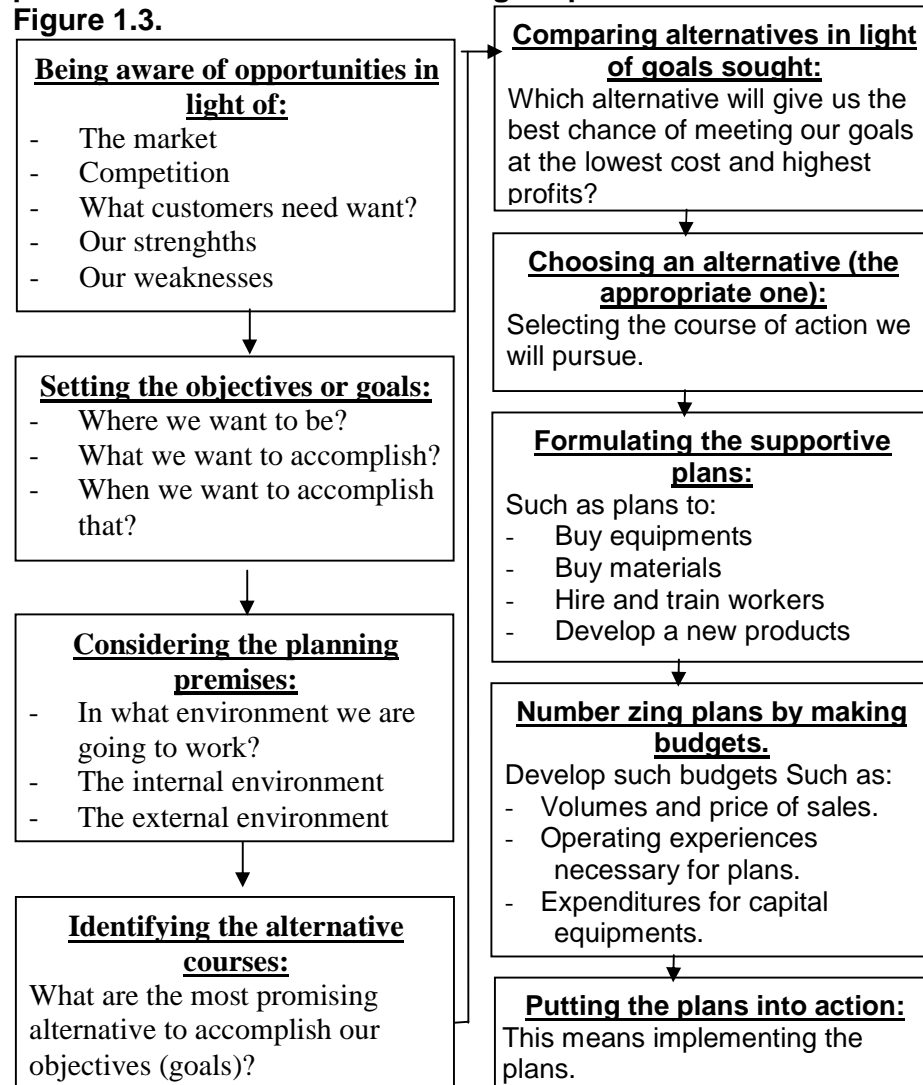 Figure 1.3.
Being aware of opportunities in
light of:
- The market
- Competition
- What customers need want?
- Our strenghths
- Our weaknesses
Setting the objectives or goals:
- Where we want to be?
- What we want to accomplish?
- When we want to accomplish
that?
Considering the planning
premises:
- In what environment we are
going to work?
- The internal environment
- The external environment
Identifying the alternative
courses:
What are the most promising
alternative to accomplish our
objectives (goals)?
Comparing alternatives in light
of goals sought:
Which alternative will give us the
best chance of meeting our goals
at the lowest cost and highest
profits?
Choosing an alternative (the
appropriate one):
Selecting the course of action we
will pursue.
Formulating the supportive
plans:
Such as plans to:
- Buy equipments
- Buy materials
- Hire and train workers
- Develop a new products
Number zing plans by making
budgets.
Develop such budgets Such as:
- Volumes and price of sales.
- Operating experiences
necessary for plans.
- Expenditures for capital
equipments.
Putting the plans into action:
This means implementing the
plans.